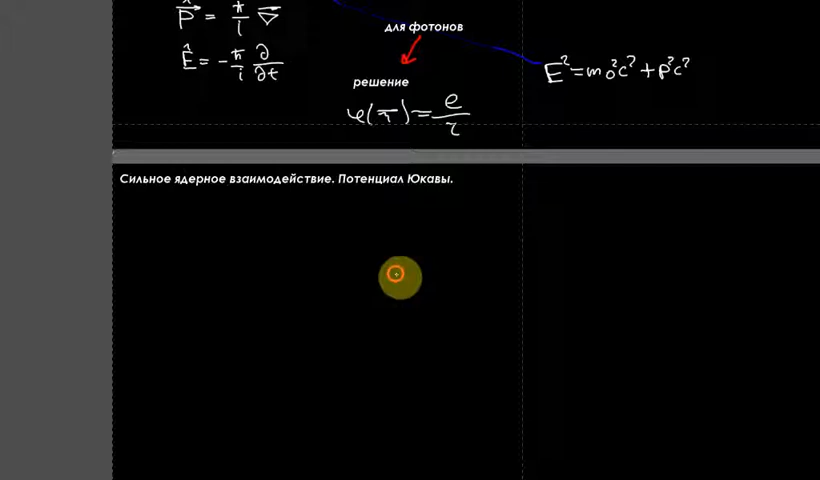 P̂ = ℏ/i ∇
для фотонов
Ê = - ℏ/i ∂/∂t
E² = m₀²c² + p²c²
решение
φ(r) = e/r
Сильное ядерное взаимодействие. Потенциал Юкавы.